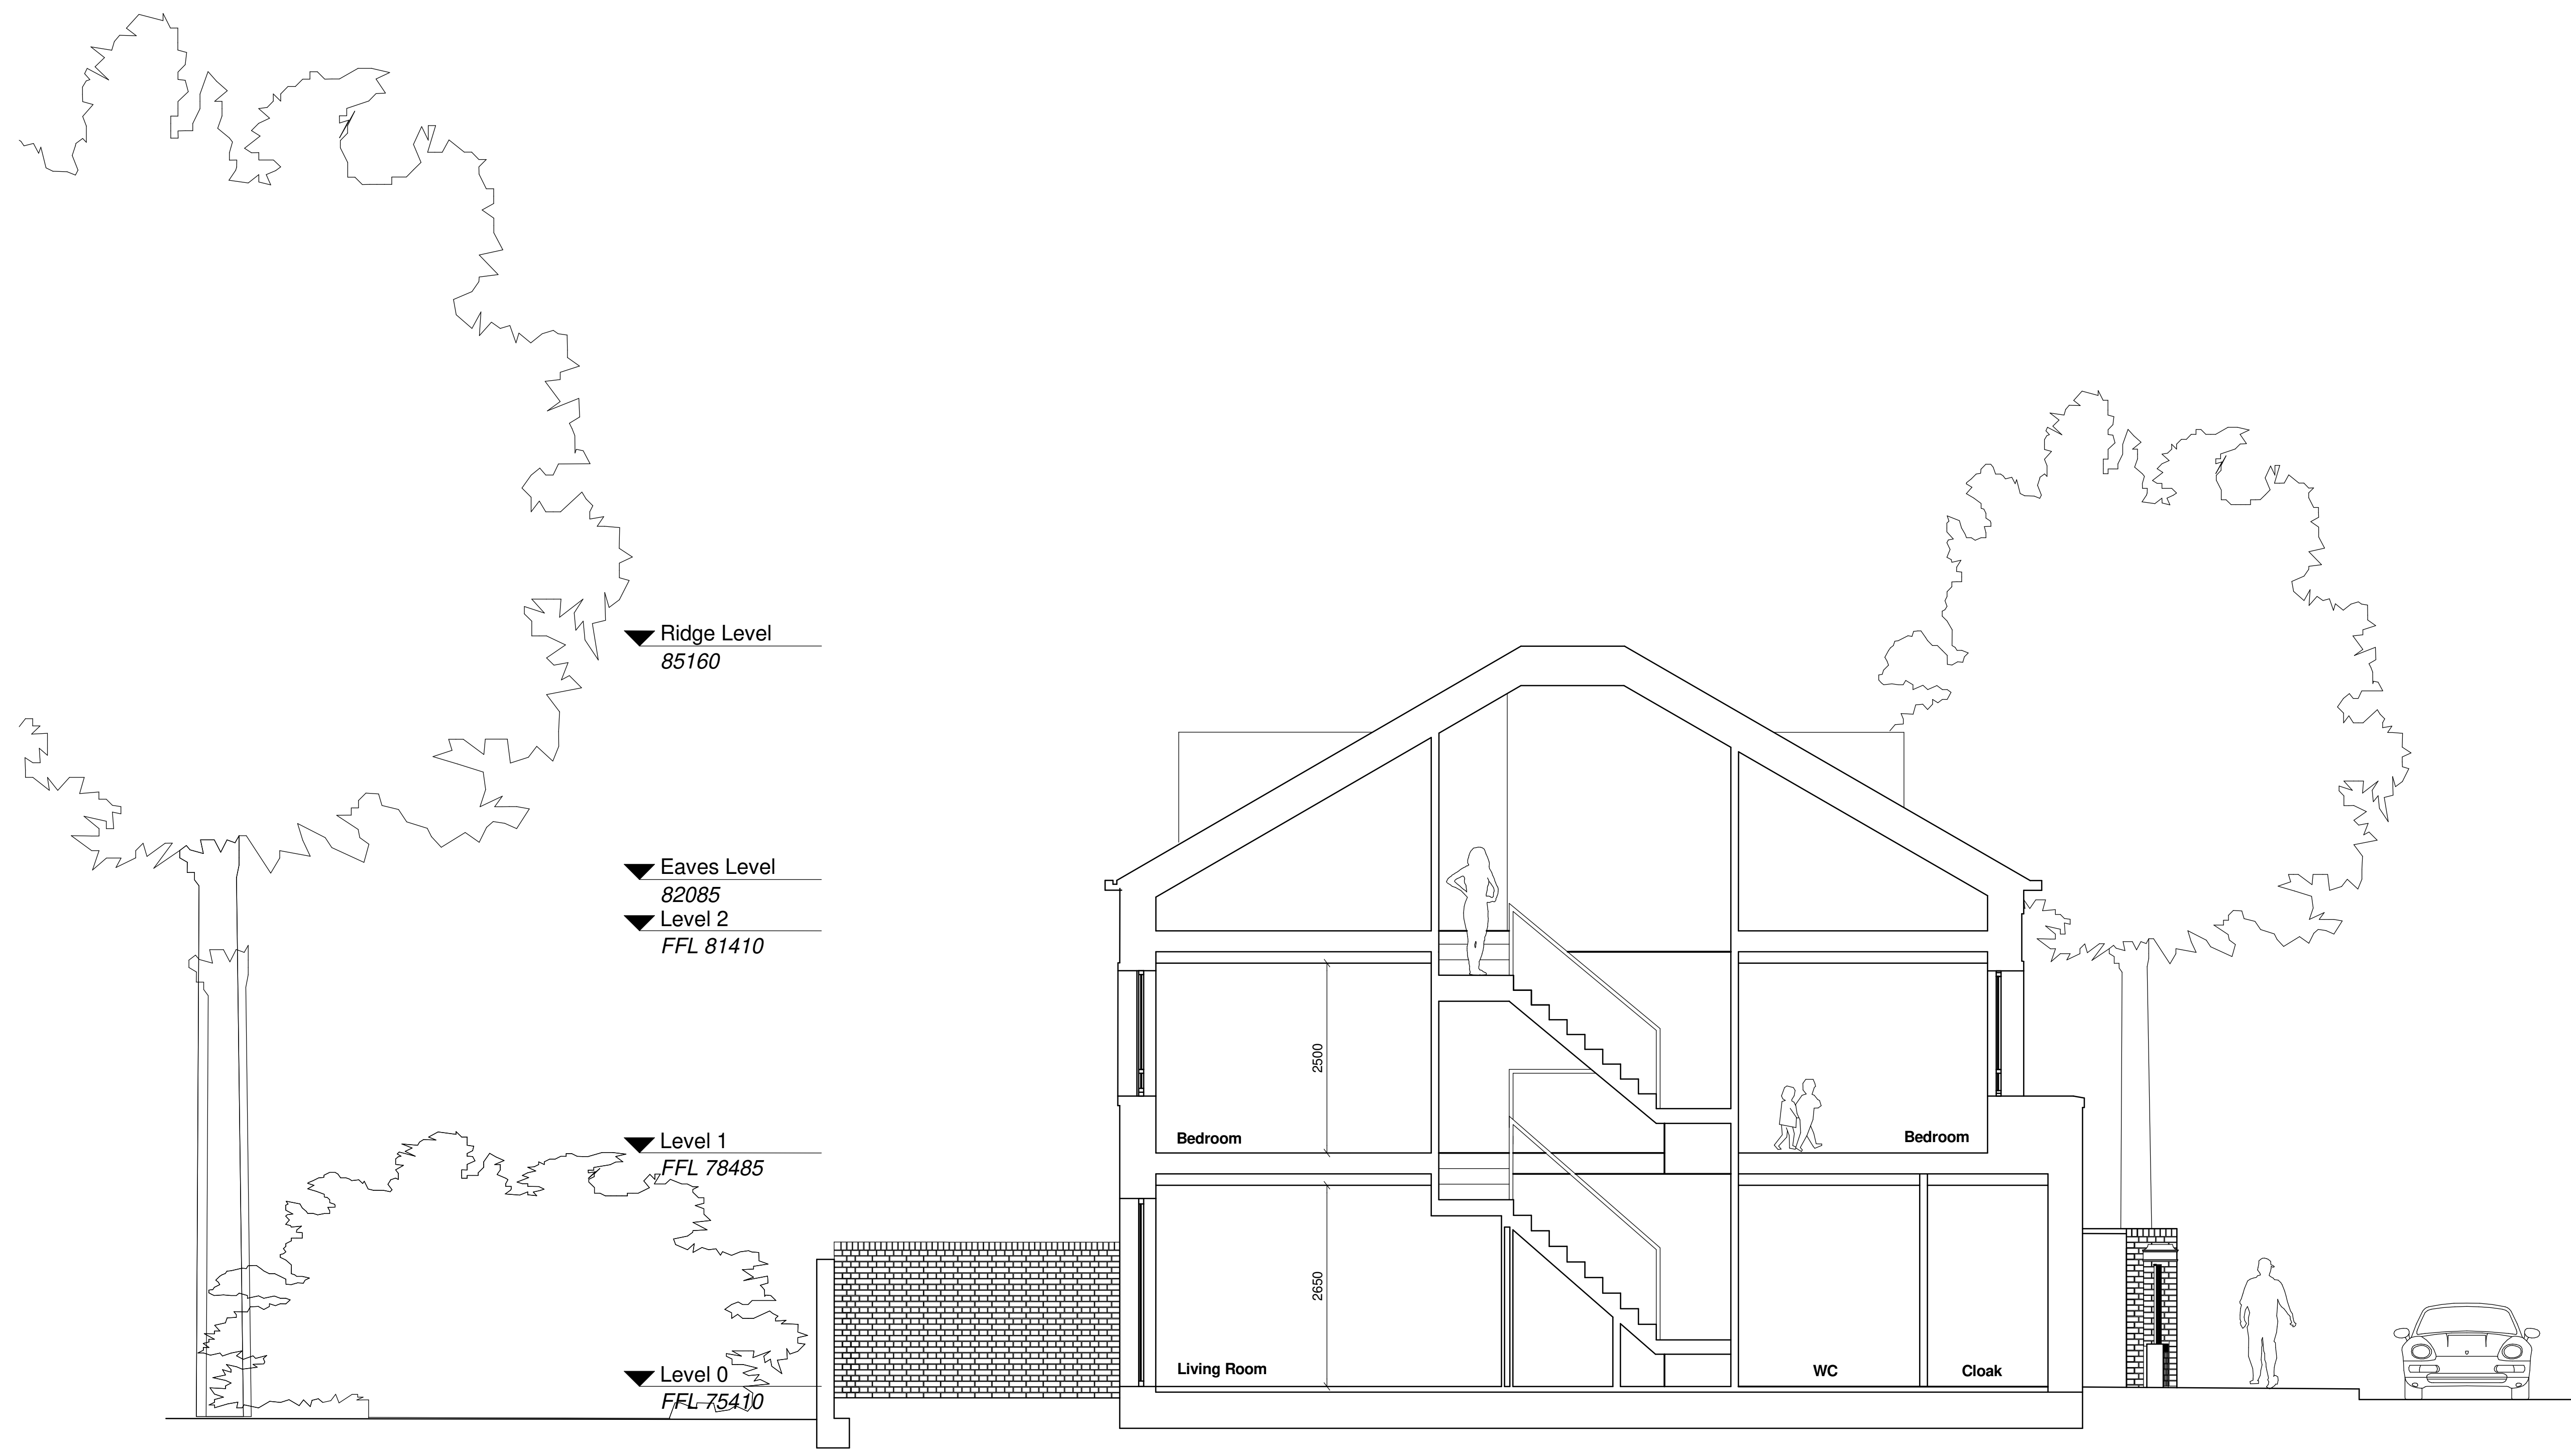 Ridge Level
85160
Eaves Level
82085
Level 2
FFL 81410
2500
Level 1
FFL 78485
Bedroom
Bedroom
2650
Level 0
FFL 75410
Living Room
WC
Cloak